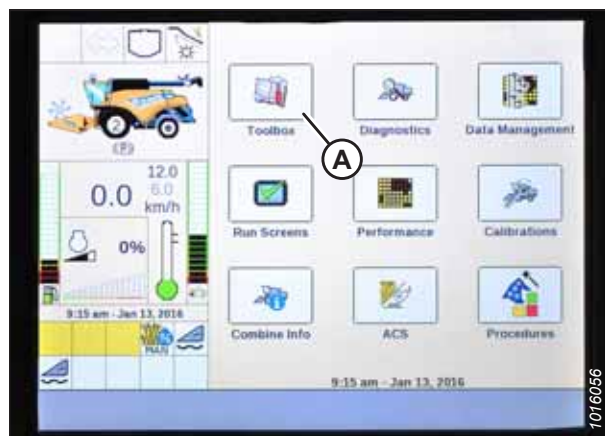 Toolbox
Diagnostics
Data Management
A
2
(P)
12.0
6.0
0.0
km/h
Run Screens
Performance
Calibrations
0%
9:15 am - Jan 13, 2016
MAN
Combine Info
ACS
Procedures
9:15 am - Jan 13, 2016
1016056